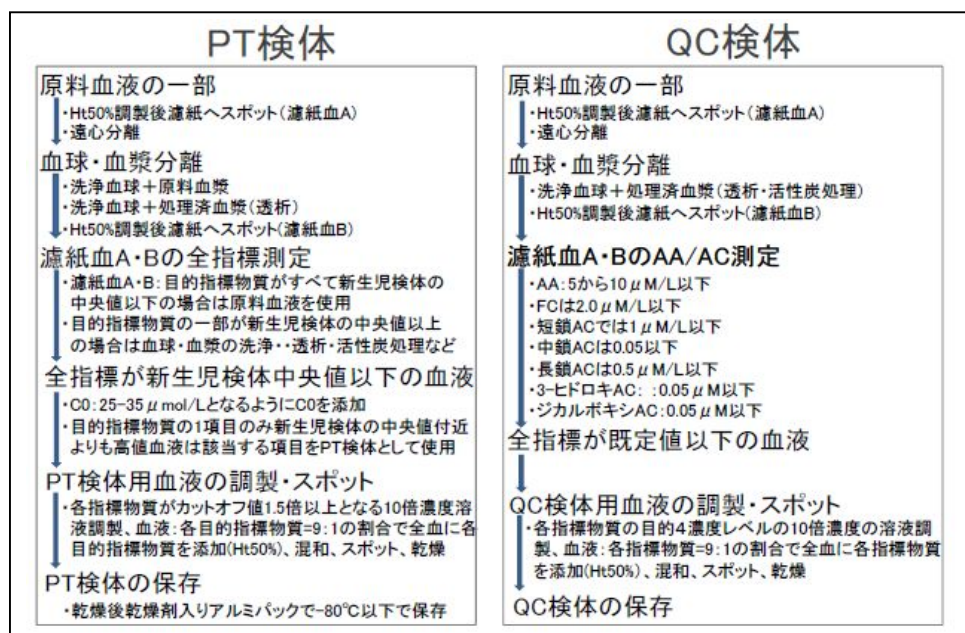 PT検体
原料血液の一部
・Ht50%調製後濾紙へスポット(濾紙血A)
・遠心分離
血球・血漿分離
・洗浄血球+原料血漿
・洗浄血球+処理済血漿(透析)
・Ht50%調製後濾紙へスポット(濾紙血B)
濾紙血A・Bの全指標測定
・濾紙血A・B:目的指標物質がすべて新生児検体の
中央値以下の場合は原料血液を使用
・目的指標物質の一部が新生児検体の中央値以上
の場合は血球・血漿の洗浄・・透析・活性炭処理など
全指標が新生児検体中央値以下の血液
・C0:25-35μmol/LとなるようにC0を添加
・目的指標物質の1項目のみ新生児検体の中央値付近
よりも高値血液は該当する項目をPT検体として使用
PT検体用血液の調製・スポット
・各指標物質がカットオフ値1.5倍以上となる10倍濃度溶
液調製、血液:各目的指標物質=9:1の割合で全血に各
目的指標物質を添加(Ht50%)、混和、スポット、乾燥
PT検体の保存
・乾燥後乾燥剤入りアルミパックで-80℃以下で保存
QC検体
原料血液の一部
・Ht50%調製後濾紙へスポット(濾紙血A)
・遠心分離
血球・血漿分離
・洗浄血球+処理済血漿(透析・活性炭処理)
・Ht50%調製後濾紙へスポット(濾紙血B)
濾紙血A・BのAA/AC測定
・AA:5から10μM/L以下
・FCは2.0μM/L以下
・短鎖ACでは1μM/L以下
・中鎖ACは0.05以下
・長鎖ACは0.5μM/L以下
・3-ヒドロキAC: :0.05μM以下
・ジカルボキシAC:0.05μM以下
全指標が既定値以下の血液
QC検体用血液の調製・スポット
・各指標物質の目的4濃度レベルの10倍濃度の溶液調
製、血液:各指標物質=9:1の割合で全血に各指標物質
を添加(Ht50%)、混和、スポット、乾燥
QC検体の保存